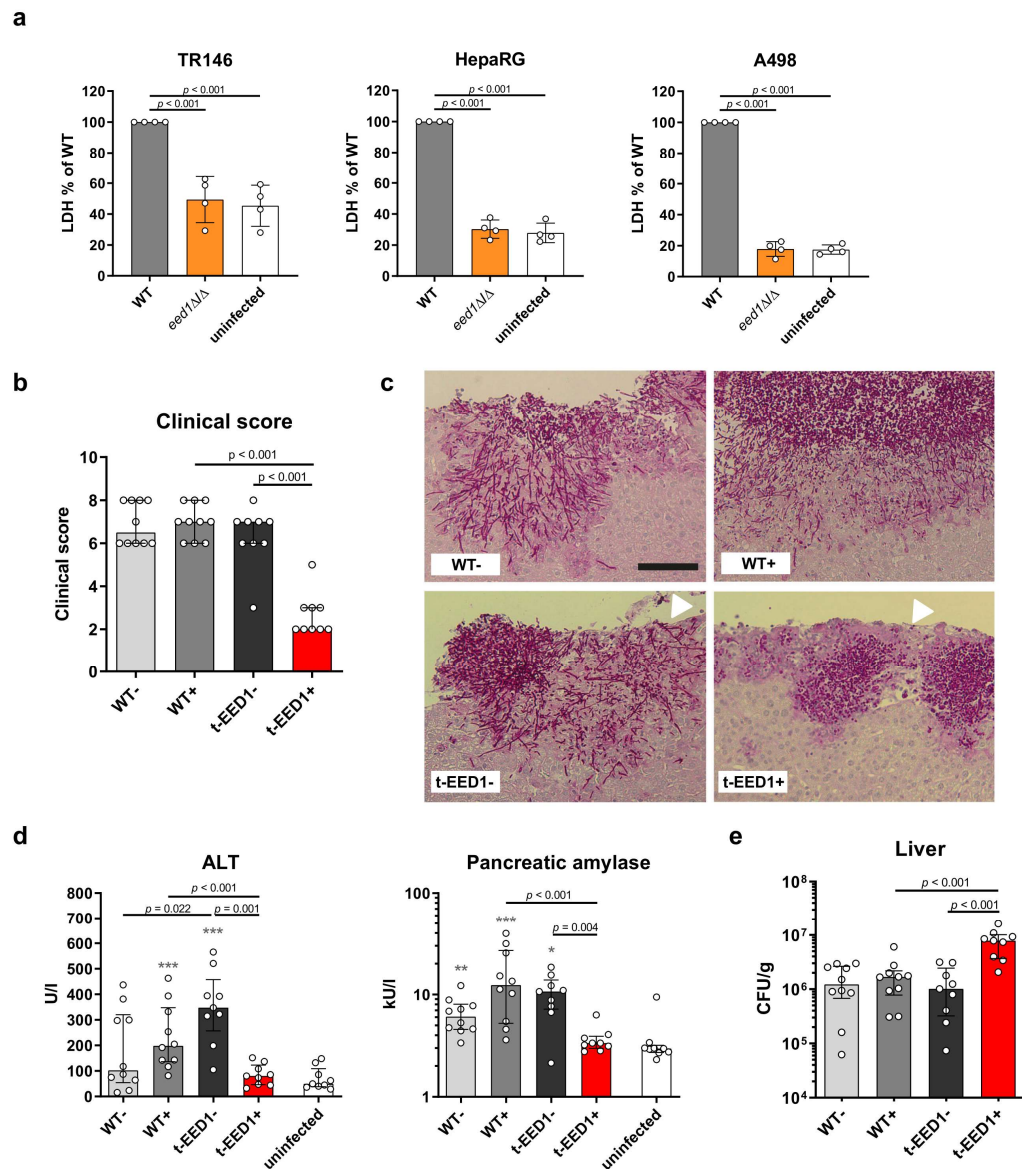 a
TR146
HepaRG
A498
p < 0.001
p < 0.001
p < 0.001
p < 0.001
p < 0.001
p < 0.001
LDH % of WT
120
100
80
60
40
20
0
LDH % of WT
120
100
80
60
40
20
0
LDH % of WT
120
100
80
60
40
20
0
WT
eed1Δ/Δ
uninfected
WT
eed1Δ/Δ
uninfected
WT
eed1Δ/Δ
uninfected
b
Clinical score
p < 0.001
p < 0.001
Clinical score
10
8
6
4
2
0
WT-
WT+
t-EED1-
t-EED1+
c
WT-
WT+
t-EED1-
t-EED1+
d
ALT
p < 0.001
p = 0.022
p = 0.001
***
***
U/l
800
700
600
500
400
300
200
100
0
WT-
WT+
t-EED1-
t-EED1+
uninfected
Pancreatic amylase
p < 0.001
p = 0.004
**
***
*
kU/l
100
10
1
WT-
WT+
t-EED1-
t-EED1+
uninfected
e
Liver
p < 0.001
p < 0.001
CFU/g
10⁸
10⁷
10⁶
10⁵
10⁴
WT-
WT+
t-EED1-
t-EED1+